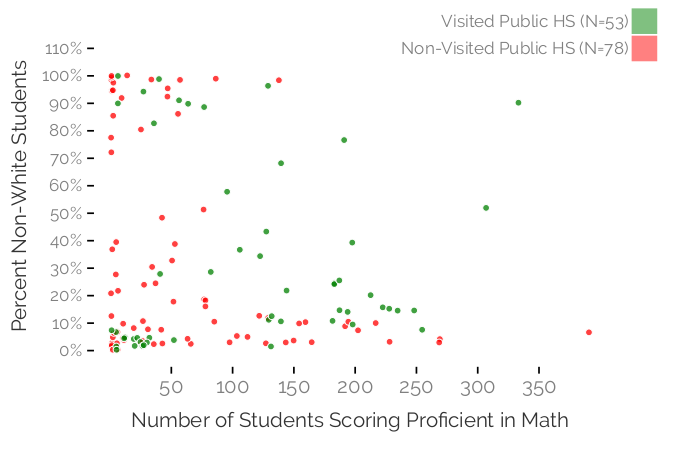 Visited Public HS (N=53)
Non-Visited Public HS (N=78)
110%
100%
90%
80%
70%
60%
50%
40%
30%
20%
10%
0%
Percent Non-White Students
50 100 150 200 250 300 350
Number of Students Scoring Proficient in Math